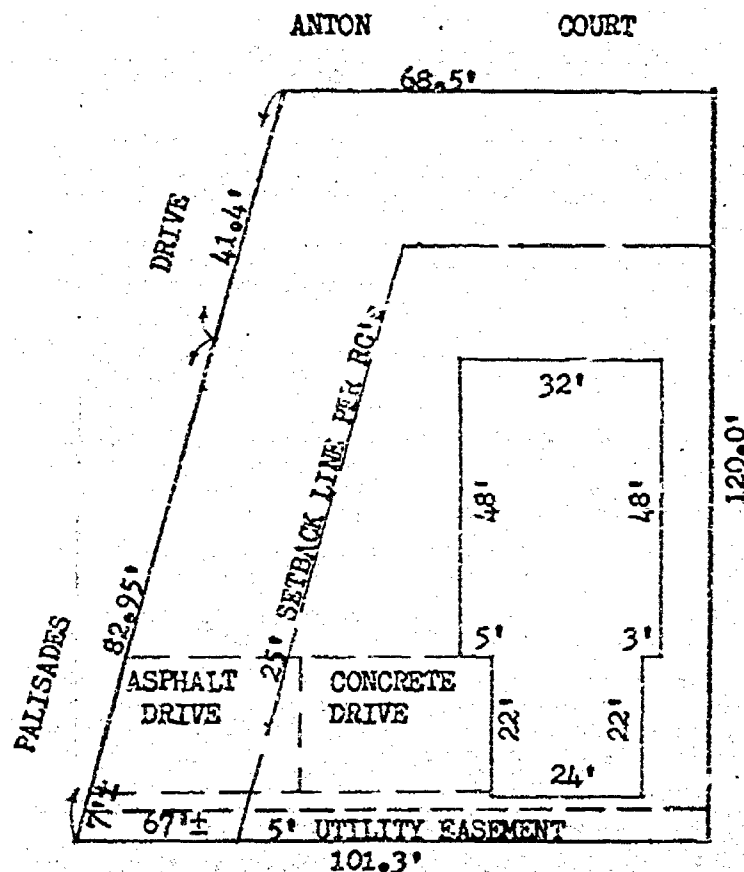 ANTON COURT
68.5'
DRIVE
41.4'
32'
48'
48'
120.0'
25' SETBACK LINE PER
82.95'
PALISADES
5'
3'
ASPHALT
DRIVE
CONCRETE
DRIVE
22'
22'
24'
7'±
67'±
5' UTILITY EASEMENT
101.3'